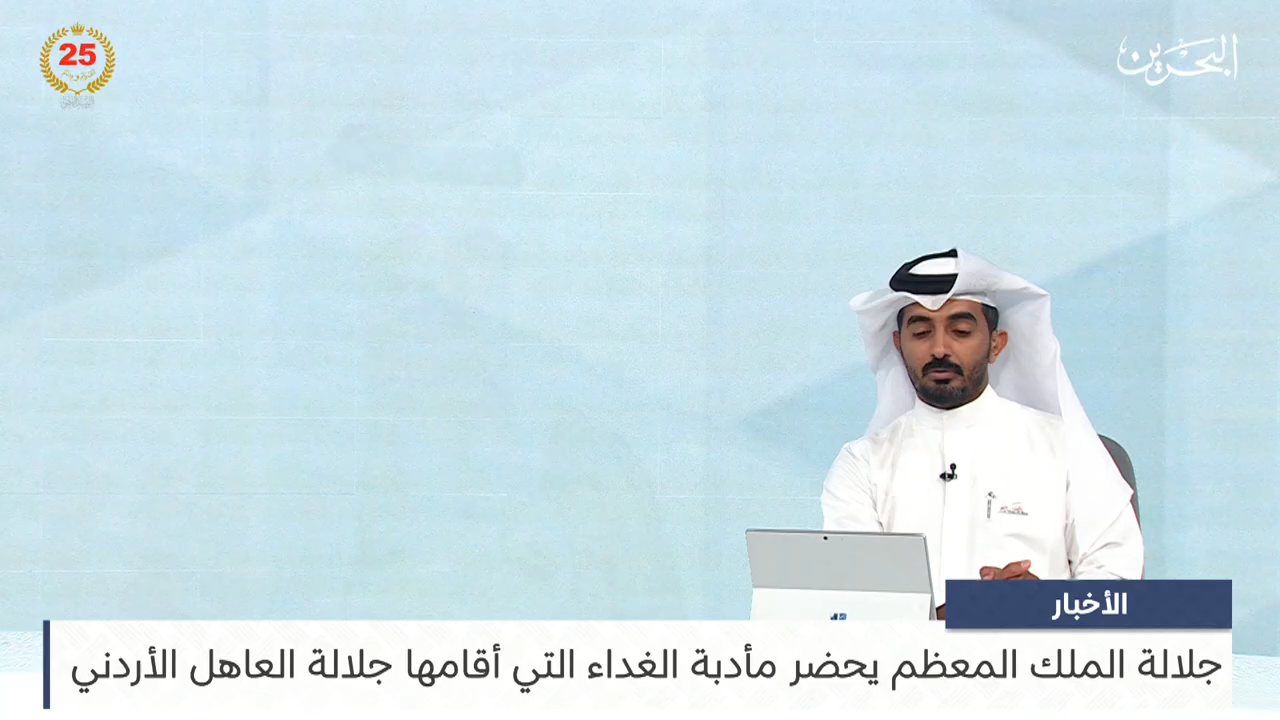 25
البحرين
الأخبار
جلالة الملك المعظم يحضر مأدبة الغداء التي أقامها جلالة العاهل الأردني